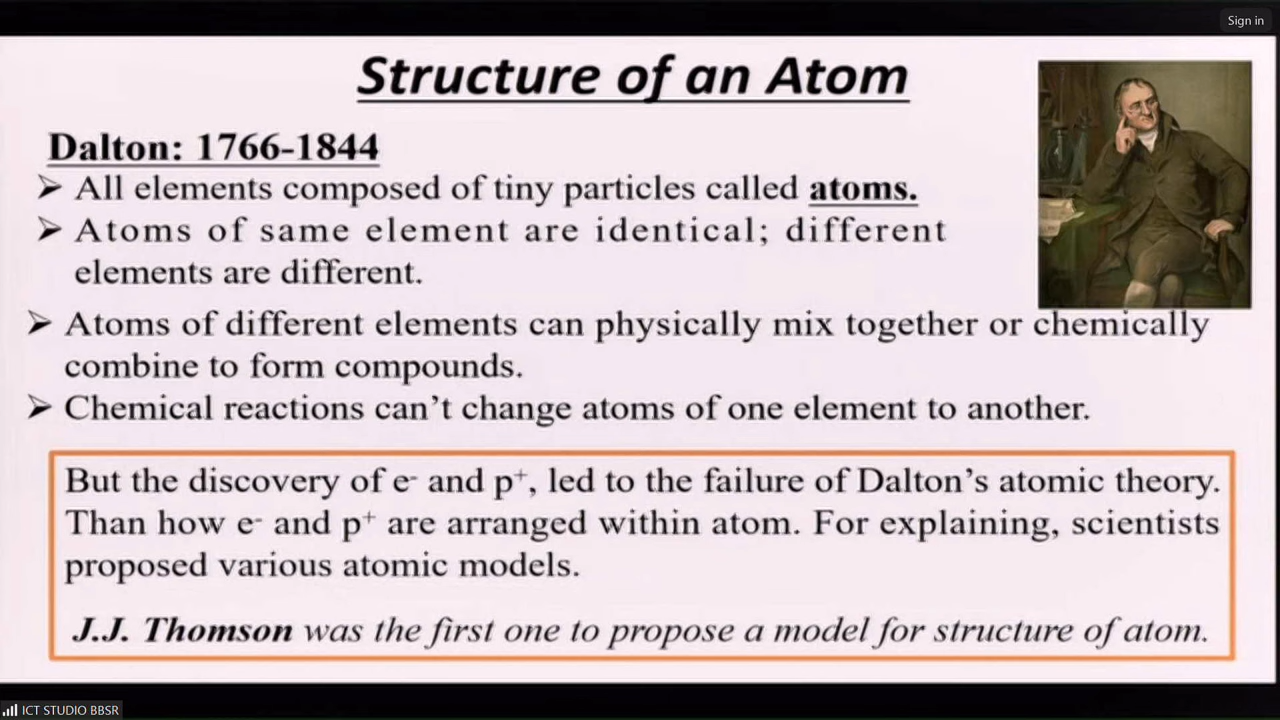 Sign in
Structure of an Atom
Dalton: 1766-1844
➢ All elements composed of tiny particles called atoms.
➢ Atoms of same element are identical; different
elements are different.
➢ Atoms of different elements can physically mix together or chemically
combine to form compounds.
➢ Chemical reactions can't change atoms of one element to another.
But the discovery of e⁻ and p⁺, led to the failure of Dalton's atomic theory.
Than how e⁻ and p⁺ are arranged within atom. For explaining, scientists
proposed various atomic models.
J.J. Thomson was the first one to propose a model for structure of atom.
ICT STUDIO BBSR